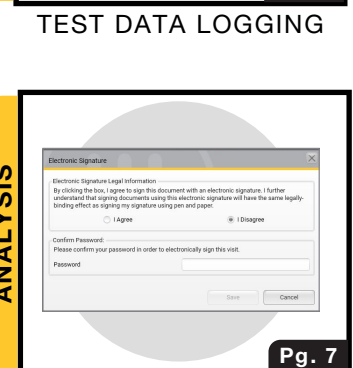 TEST DATA LOGGING
ANALYSIS
Electronic Signature
Electronic Signature Legal Information
By clicking the box, I agree to sign this document with an electronic signature. I further
understand that signing documents using this electronic signature will have the same legally-
binding effect as signing my signature using pen and paper.
I Agree
I Disagree
Confirm Password:
Please confirm your password in order to electronically sign this visit.
Password
Save
Cancel
Pg. 7